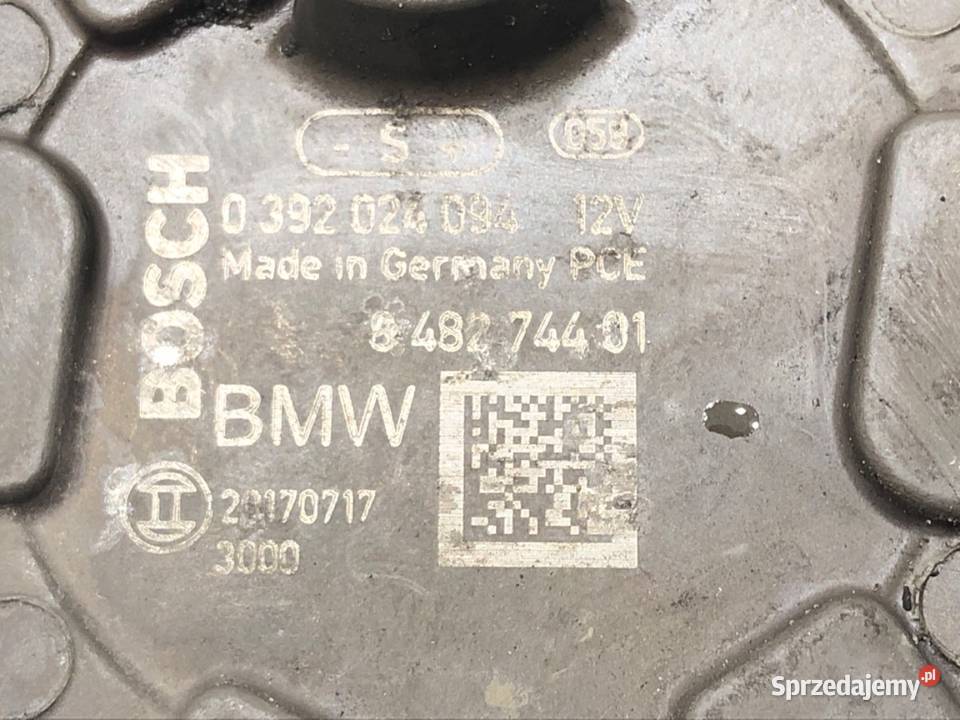 - S +
058
BOSCH
0 392 024 094 12V
Made in Germany PCE
8 482 744 01
BMW
20170717
3000
Sprzedajemy.pl